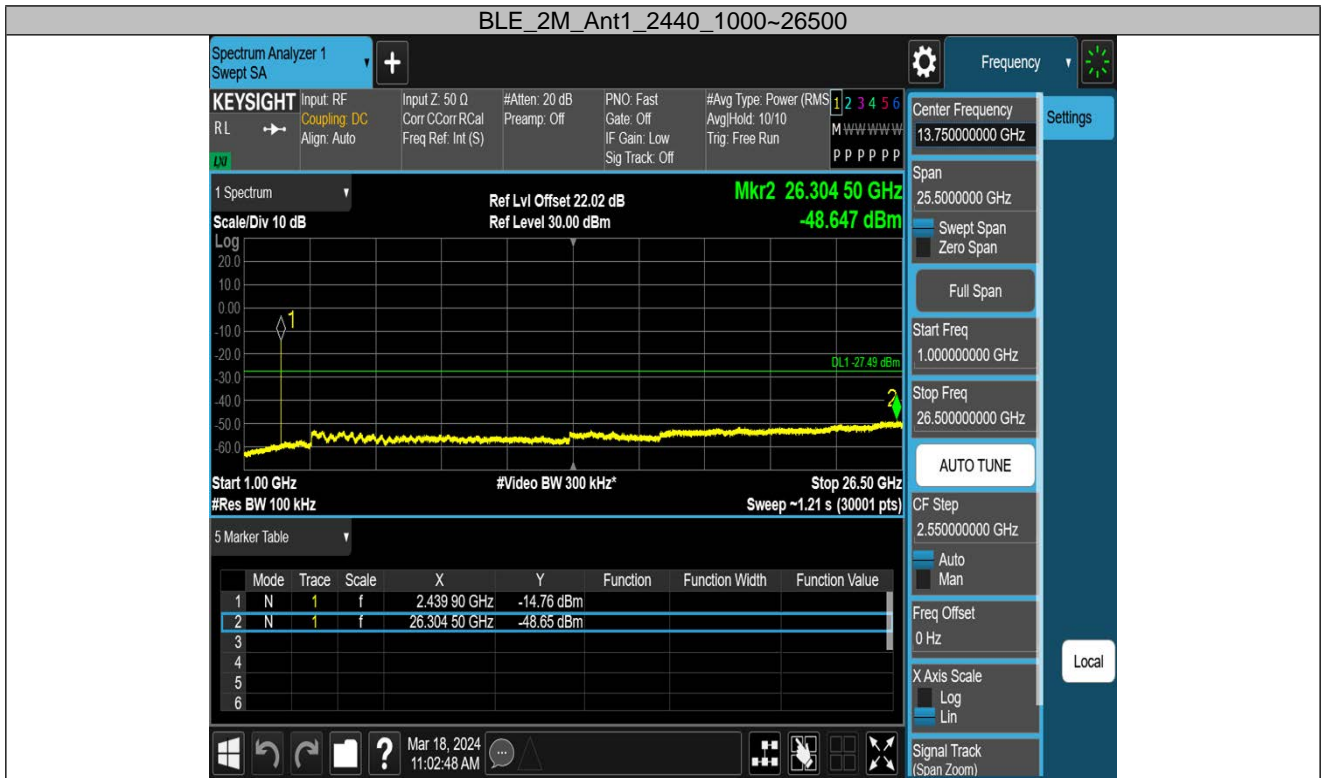 BLE_2M_Ant1_2440_1000~26500
Spectrum Analyzer 1
Swept SA
+
Frequency
KEYSIGHT
RL
LXI
Input: RF
Coupling: DC
Align: Auto
Input Z: 50 Ω
Corr CCorr RCal
Freq Ref: Int (S)
#Atten: 20 dB
Preamp: Off
PNO: Fast
Gate: Off
IF Gain: Low
Sig Track: Off
#Avg Type: Power (RMS
Avg|Hold: 10/10
Trig: Free Run
1 2 3 4 5 6
M W W W W W
P P P P P P
Center Frequency
13.750000000 GHz
Settings
Span
25.5000000 GHz
Swept Span
Zero Span
Full Span
Start Freq
1.000000000 GHz
Stop Freq
26.500000000 GHz
AUTO TUNE
CF Step
2.550000000 GHz
Auto
Man
Freq Offset
0 Hz
X Axis Scale
Log
Lin
Signal Track
(Span Zoom)
Local
1 Spectrum
Scale/Div 10 dB
Ref Lvl Offset 22.02 dB
Ref Level 30.00 dBm
Mkr2 26.304 50 GHz
-48.647 dBm
Log
20.0
10.0
0.00
-10.0
-20.0
-30.0
-40.0
-50.0
-60.0
1
DL1 -27.49 dBm
2
Start 1.00 GHz
#Video BW 300 kHz*
Stop 26.50 GHz
#Res BW 100 kHz
Sweep ~1.21 s (30001 pts)
5 Marker Table
Mode Trace Scale X Y Function Function Width Function Value
1 N 1 f 2.439 90 GHz -14.76 dBm
2 N 1 f 26.304 50 GHz -48.65 dBm
3
4
5
6
?
Mar 18, 2024
11:02:48 AM